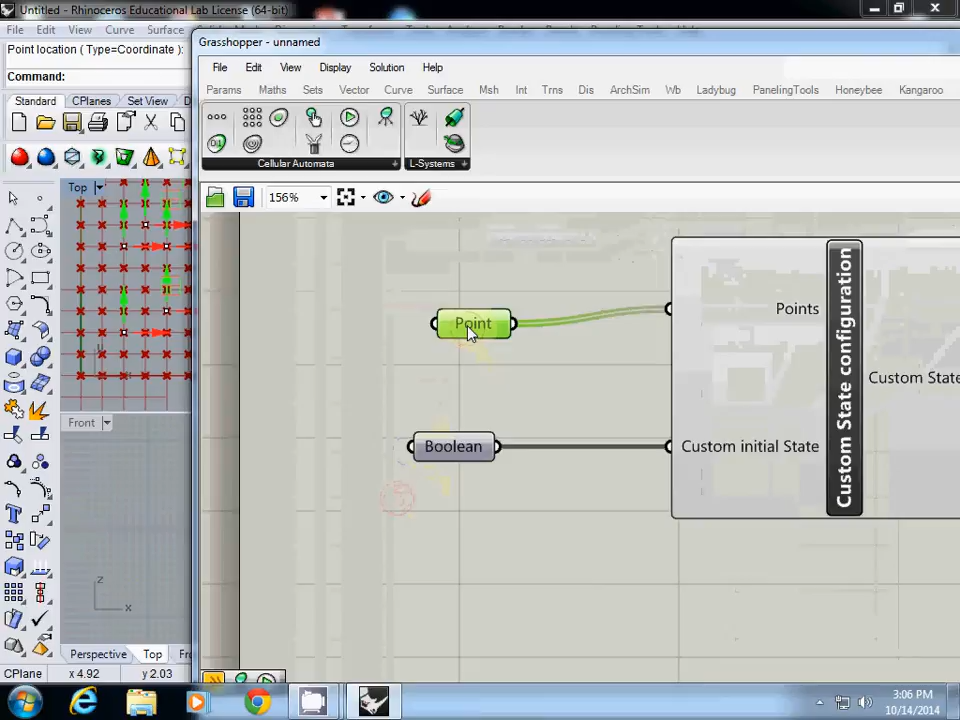 Untitled - Rhinoceros Educational Lab License (64-bit)
File Edit View Curve Surface
Point location ( Type=Coordinate ) :
Command:
Standard CPlanes Set View D
Top
Front
z
x
Perspective Top Fr
CPlane x 4.92 y 2.03
Grasshopper - unnamed
File Edit View Display Solution Help
Params Maths Sets Vector Curve Surface Msh Int Trns Dis ArchSim Wb Ladybug PanelingTools Honeybee Kangaroo
Cellular Automata
L-Systems
156%
Point
Points
Custom State configuration
Custom State
Boolean
Custom initial State
3:06 PM
10/14/2014